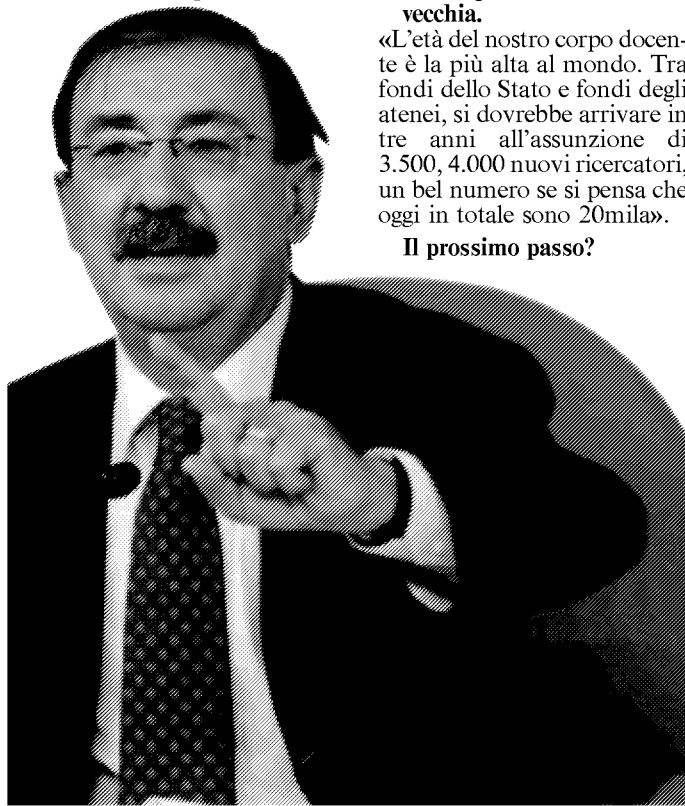 vecchia.
«L'età del nostro corpo docen-
te è la più alta al mondo. Tra
fondi dello Stato e fondi degli
atenei, si dovrebbe arrivare in
tre anni all'assunzione di
3.500, 4.000 nuovi ricercatori,
un bel numero se si pensa che
oggi in totale sono 20mila».
Il prossimo passo?